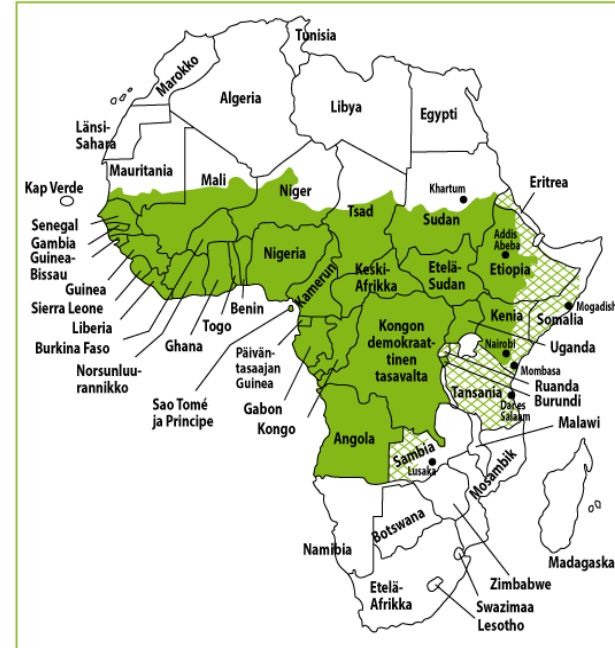 Tunisia
Marokko
Algeria
Libya
Egypti
Länsi-
Sahara
Mauritania
Mali
Niger
Khartum
Eritrea
Kap Verde
Tsad
Sudan
Senegal
Gambia
Guinea-
Bissau
Guinea
Sierra Leone
Liberia
Burkina Faso
Norsunluu-
rannikko
Ghana
Togo
Benin
Nigeria
Kamerun
Keski-
Afrikka
Etelä-
Sudan
Addis
Abeba
Etiopia
Mogadish
Somalia
Kenia
Nairobi
Mombasa
Uganda
Ruanda
Burundi
Kongon
demokraat-
tinen
tasavalta
Päivän-
tasaajan
Guinea
Sao Tomé
ja Principe
Gabon
Kongo
Tansania
Dar es
Salaam
Malawi
Angola
Sambia
Lusaka
Mosambik
Botswana
Namibia
Madagaska
Zimbabwe
Swazimaa
Lesotho
Etelä-
Afrikka